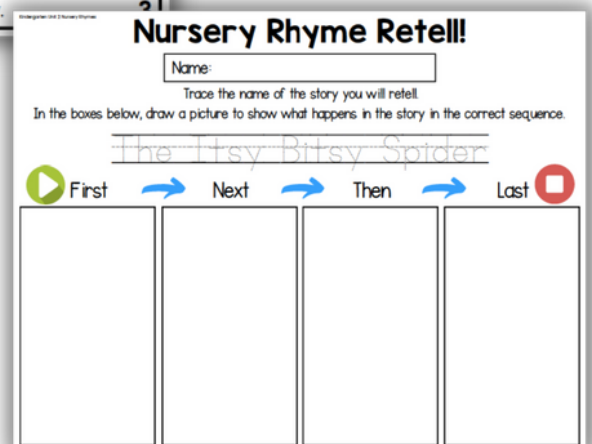 ?
Kindergarten Unit 2 Nursery Rhymes
Nursery Rhyme Retell!
Name:
Trace the name of the story you will retell.
In the boxes below, draw a picture to show what happens in the story in the correct sequence.
The Itsy Bitsy Spider
First Next Then Last